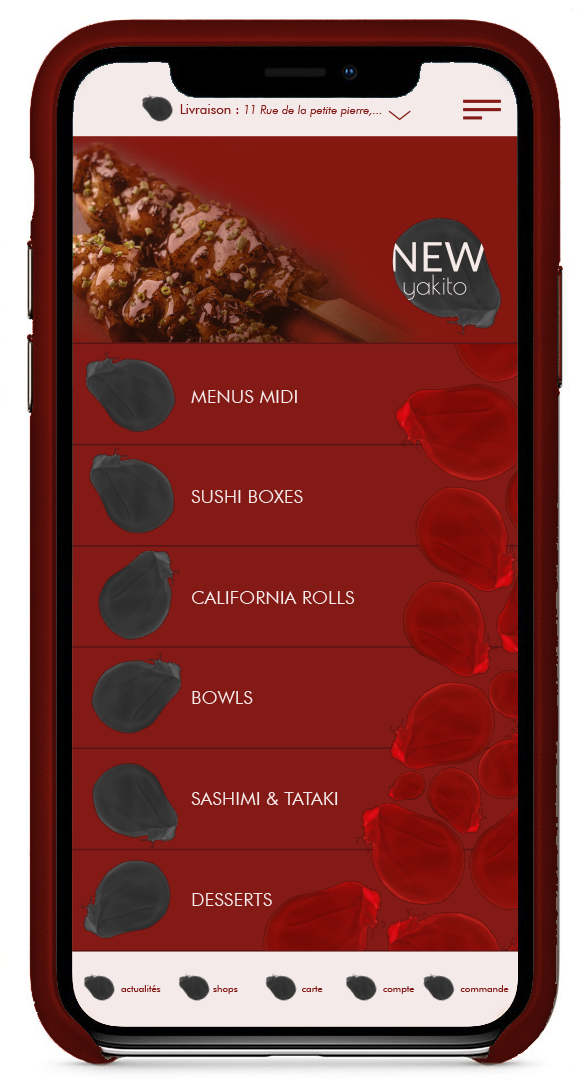 Livraison : 11 Rue de la petite pierre,...
NEW
yakito
MENUS MIDI
SUSHI BOXES
CALIFORNIA ROLLS
BOWLS
SASHIMI & TATAKI
DESSERTS
actualités shops carte compte commande